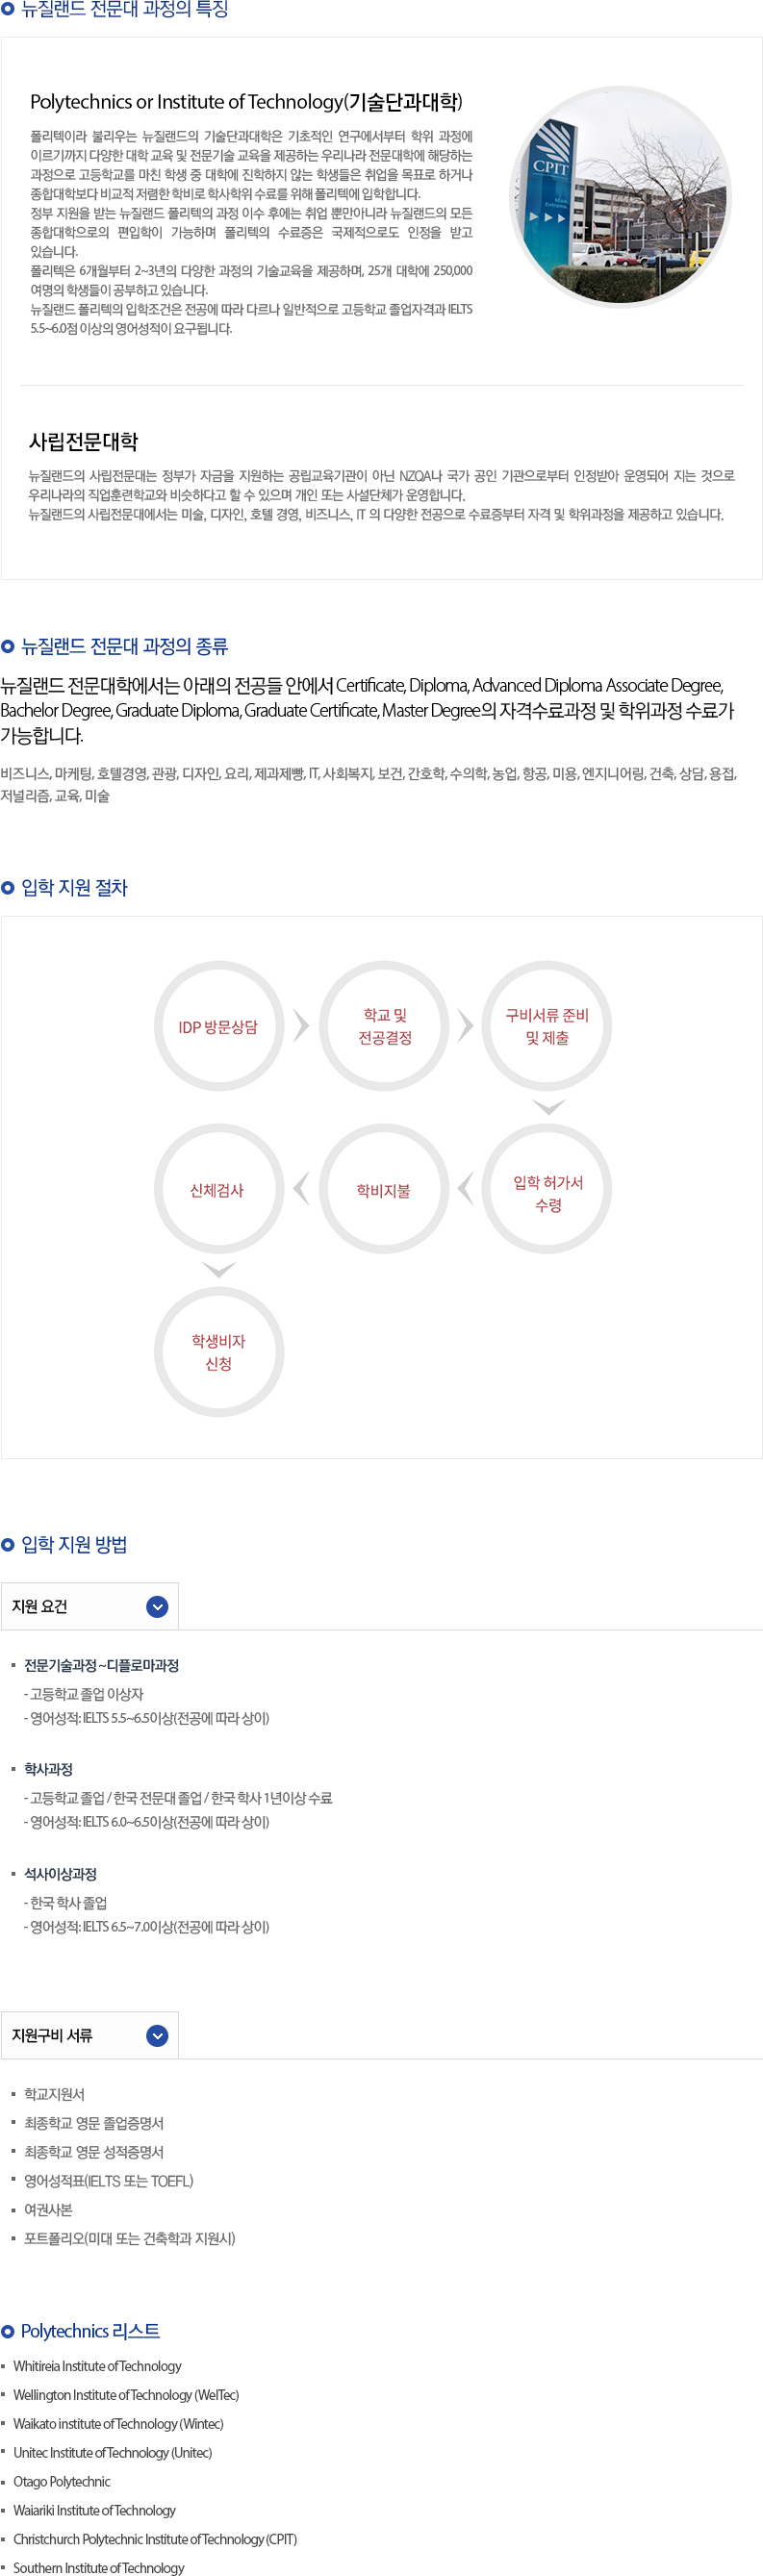 뉴질랜드 전문대 과정의 특징
Polytechnics or Institute of Technology(기술단과대학)
폴리텍이라 불리우는 뉴질랜드의 기술단과대학은 기초적인 연구에서부터 학위 과정에
이르기까지 다양한 대학 교육 및 전문기술 교육을 제공하는 우리나라 전문대학에 해당하는
과정으로 고등학교를 마친 학생 중 대학에 진학하지 않는 학생들은 취업을 목표로 하거나
종합대학보다 비교적 저렴한 학비로 학사학위 수료를 위해 폴리텍에 입학합니다.
정부 지원을 받는 뉴질랜드 폴리텍의 과정 이수 후에는 취업 뿐만아니라 뉴질랜드의 모든
종합대학으로의 편입학이 가능하며 폴리텍의 수료증은 국제적으로도 인정을 받고
있습니다.
폴리텍은 6개월부터 2~3년의 다양한 과정의 기술교육을 제공하며, 25개 대학에 250,000
여명의 학생들이 공부하고 있습니다.
뉴질랜드 폴리텍의 입학조건은 전공에 따라 다르나 일반적으로 고등학교 졸업자격과 IELTS
5.5~6.0점 이상의 영어성적이 요구됩니다.
CPIT
Main
Entrance
사립전문대학
뉴질랜드의 사립전문대는 정부가 자금을 지원하는 공립교육기관이 아닌 NZQA나 국가 공인 기관으로부터 인정받아 운영되어 지는 것으로
우리나라의 직업훈련학교와 비슷하다고 할 수 있으며 개인 또는 사설단체가 운영합니다.
뉴질랜드의 사립전문대에서는 미술, 디자인, 호텔 경영, 비즈니스, IT 의 다양한 전공으로 수료증부터 자격 및 학위과정을 제공하고 있습니다.
뉴질랜드 전문대 과정의 종류
뉴질랜드 전문대학에서는 아래의 전공들 안에서 Certificate, Diploma, Advanced Diploma Associate Degree,
Bachelor Degree, Graduate Diploma, Graduate Certificate, Master Degree의 자격수료과정 및 학위과정 수료가
가능합니다.
비즈니스, 마케팅, 호텔경영, 관광, 디자인, 요리, 제과제빵, IT, 사회복지, 보건, 간호학, 수의학, 농업, 항공, 미용, 엔지니어링, 건축, 상담, 용접,
저널리즘, 교육, 미술
입학 지원 절차
IDP 방문상담
학교 및
전공결정
구비서류 준비
및 제출
신체검사
학비지불
입학 허가서
수령
학생비자
신청
입학 지원 방법
지원 요건
전문기술과정 ~디플로마과정
- 고등학교 졸업 이상자
- 영어성적: IELTS 5.5~6.5이상(전공에 따라 상이)
학사과정
- 고등학교 졸업 / 한국 전문대 졸업 / 한국 학사 1년이상 수료
- 영어성적: IELTS 6.0~6.5이상(전공에 따라 상이)
석사이상과정
- 한국 학사 졸업
- 영어성적: IELTS 6.5~7.0이상(전공에 따라 상이)
지원구비 서류
학교지원서
최종학교 영문 졸업증명서
최종학교 영문 성적증명서
영어성적표(IELTS 또는 TOEFL)
여권사본
포트폴리오(미대 또는 건축학과 지원시)
Polytechnics 리스트
Whitireia Institute of Technology
Wellington Institute of Technology (WelTec)
Waikato institute of Technology (Wintec)
Unitec Institute of Technology (Unitec)
Otago Polytechnic
Waiariki Institute of Technology
Christchurch Polytechnic Institute of Technology (CPIT)
Southern Institute of Technology